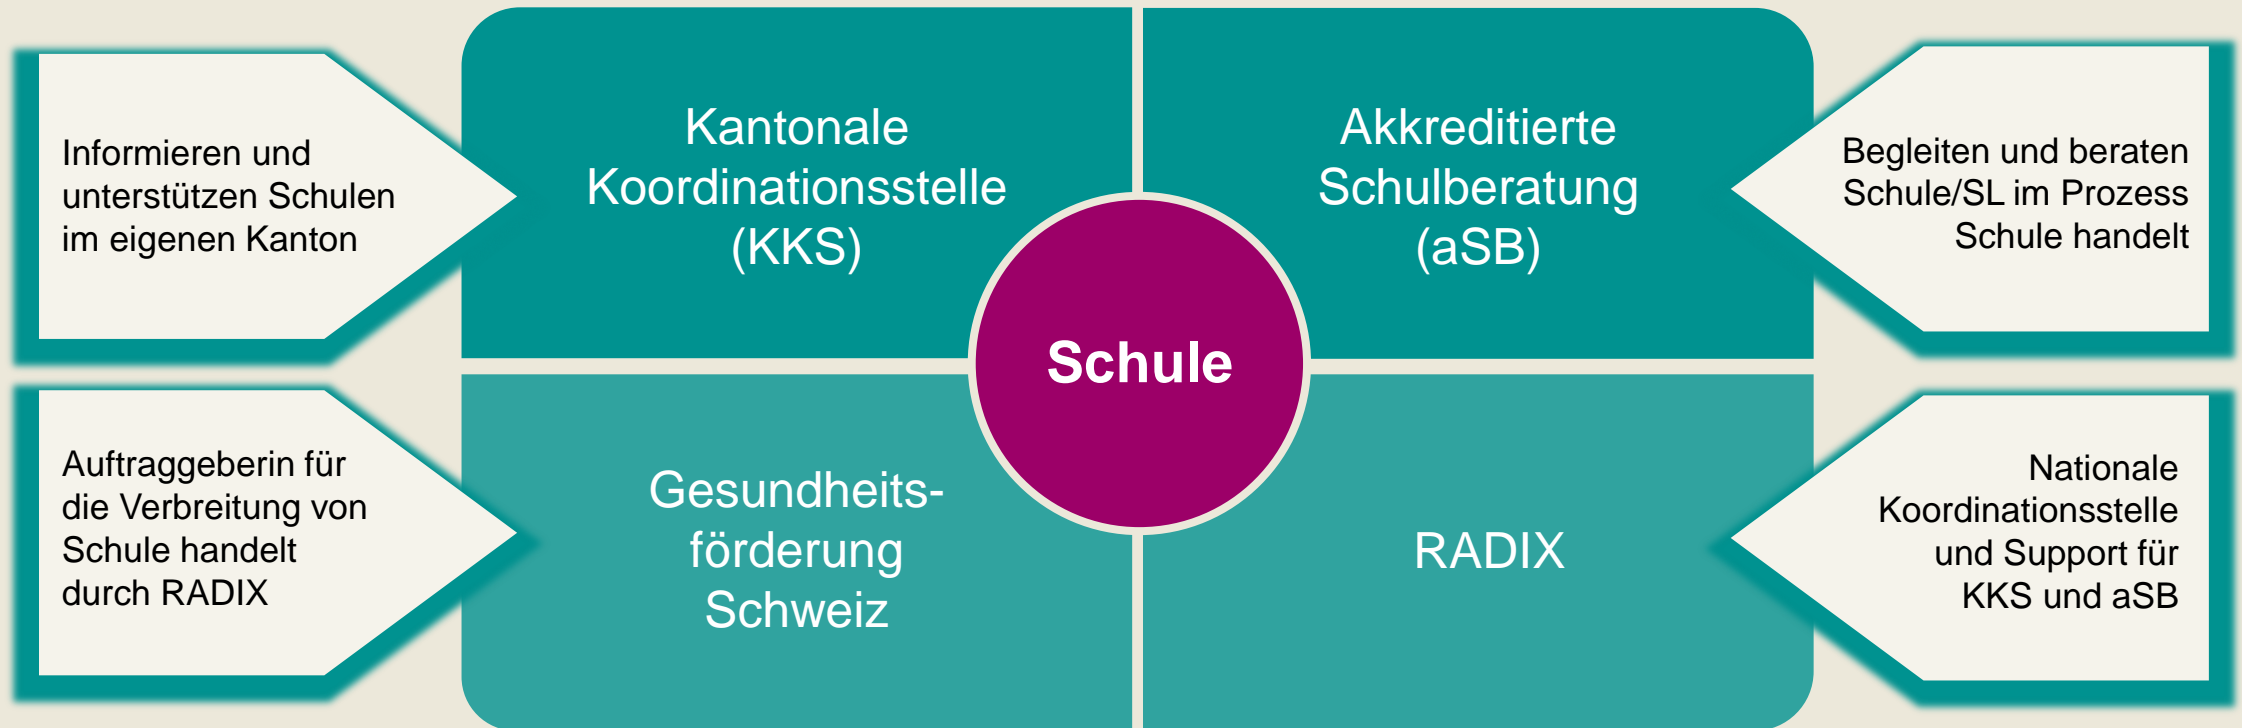 Informieren und
unterstützen Schulen
im eigenen Kanton
Kantonale
Koordinationsstelle
(KKS)
Akkreditierte
Schulberatung
(aSB)
Begleiten und beraten
Schule/SL im Prozess
Schule handelt
Schule
Auftraggeberin für
die Verbreitung von
Schule handelt
durch RADIX
Gesundheits-
förderung
Schweiz
RADIX
Nationale
Koordinationsstelle
und Support für
KKS und aSB